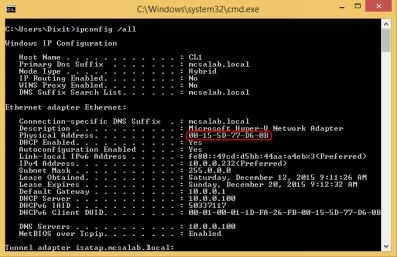 C:\Windows\system32\cmd.exe
C:\Users\Dixit>ipconfig /all
Windows IP Configuration
Host Name . . . . . . . . . . . . : CL1
Primary Dns Suffix . . . . . . . : mcsalab.local
Node Type . . . . . . . . . . . . : Hybrid
IP Routing Enabled. . . . . . . . : No
WINS Proxy Enabled. . . . . . . . : No
DNS Suffix Search List. . . . . . : mcsalab.local
Ethernet adapter Ethernet:
Connection-specific DNS Suffix . : mcsalab.local
Description . . . . . . . . . . . : Microsoft Hyper-V Network Adapter
Physical Address. . . . . . . . . : 00-15-5D-77-D6-0B
DHCP Enabled. . . . . . . . . . . : Yes
Autoconfiguration Enabled . . . . : Yes
Link-local IPv6 Address . . . . . : fe80::49cd:d5bb:44aa:a4eb%3(Preferred)
IPv4 Address. . . . . . . . . . . : 10.0.0.232(Preferred)
Subnet Mask . . . . . . . . . . . : 255.0.0.0
Lease Obtained. . . . . . . . . . : Saturday, December 12, 2015 9:11:26 AM
Lease Expires . . . . . . . . . . : Sunday, December 20, 2015 9:12:32 AM
Default Gateway . . . . . . . . . : 10.0.0.1
DHCP Server . . . . . . . . . . . : 10.0.0.100
DHCPv6 IAID . . . . . . . . . . . : 50337117
DHCPv6 Client DUID. . . . . . . . : 00-01-00-01-1D-FA-26-FB-00-15-5D-77-D6-0B
DNS Servers . . . . . . . . . . . : 10.0.0.100
NetBIOS over Tcpip. . . . . . . . : Enabled
Tunnel adapter isatap.mcsalab.local: